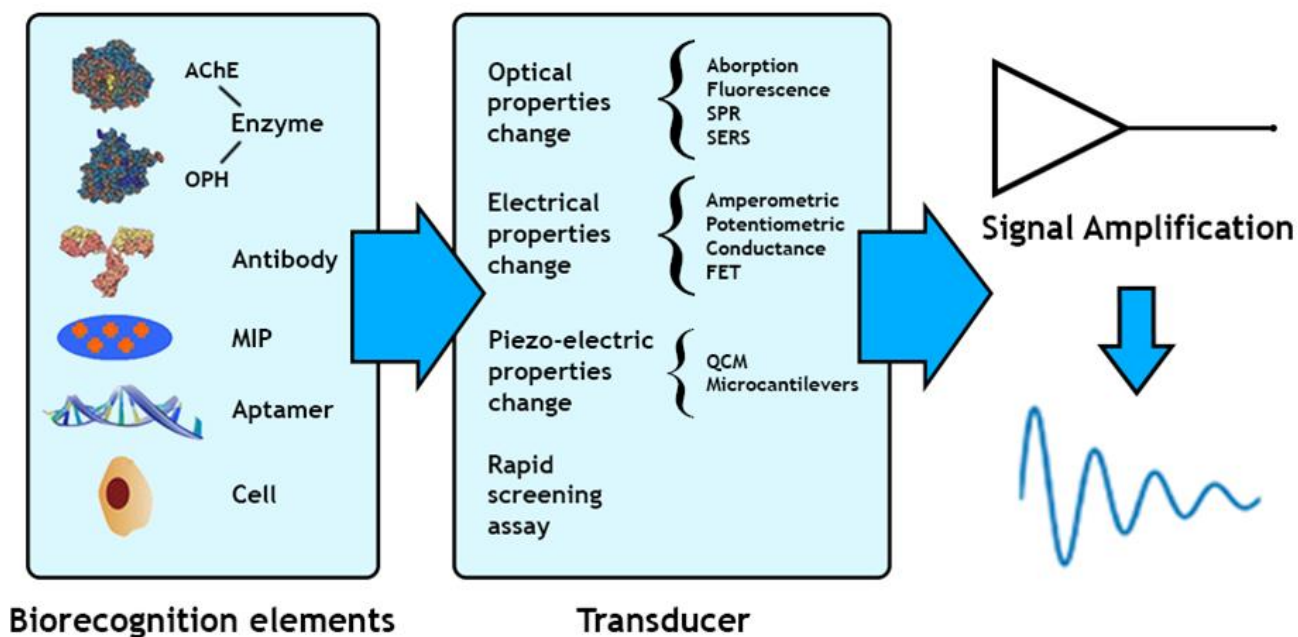 AChE
Enzyme
OPH
Antibody
MIP
Aptamer
Cell
Biorecognition elements
Optical
properties
change
Aborption
Fluorescence
SPR
SERS
Electrical
properties
change
Amperometric
Potentiometric
Conductance
FET
Piezo-electric
properties
change
QCM
Microcantilevers
Rapid
screening
assay
Transducer
Signal Amplification